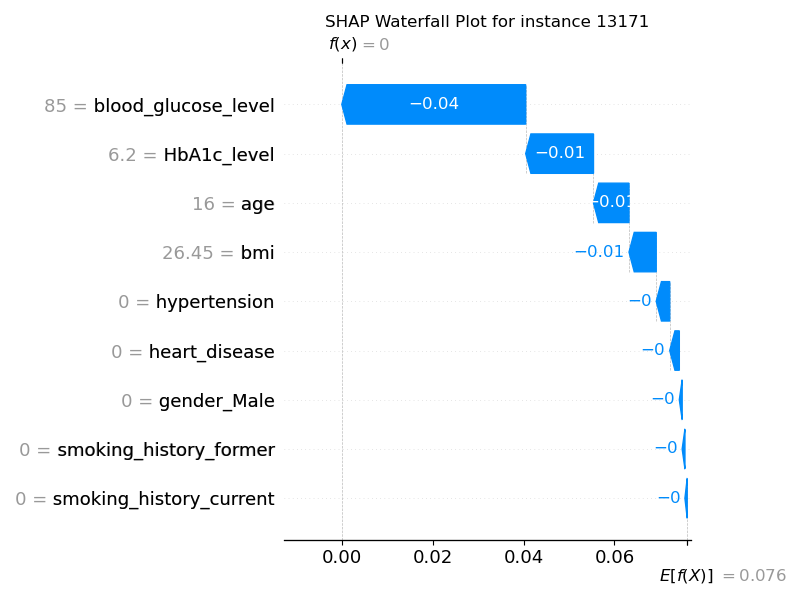 SHAP Waterfall Plot for instance 13171
f(x) = 0
85 = blood_glucose_level −0.04
6.2 = HbA1c_level −0.01
16 = age −0.01
26.45 = bmi −0.01
0 = hypertension −0
0 = heart_disease −0
0 = gender_Male −0
0 = smoking_history_former −0
0 = smoking_history_current −0
0.00 0.02 0.04 0.06
E[f(X)] = 0.076